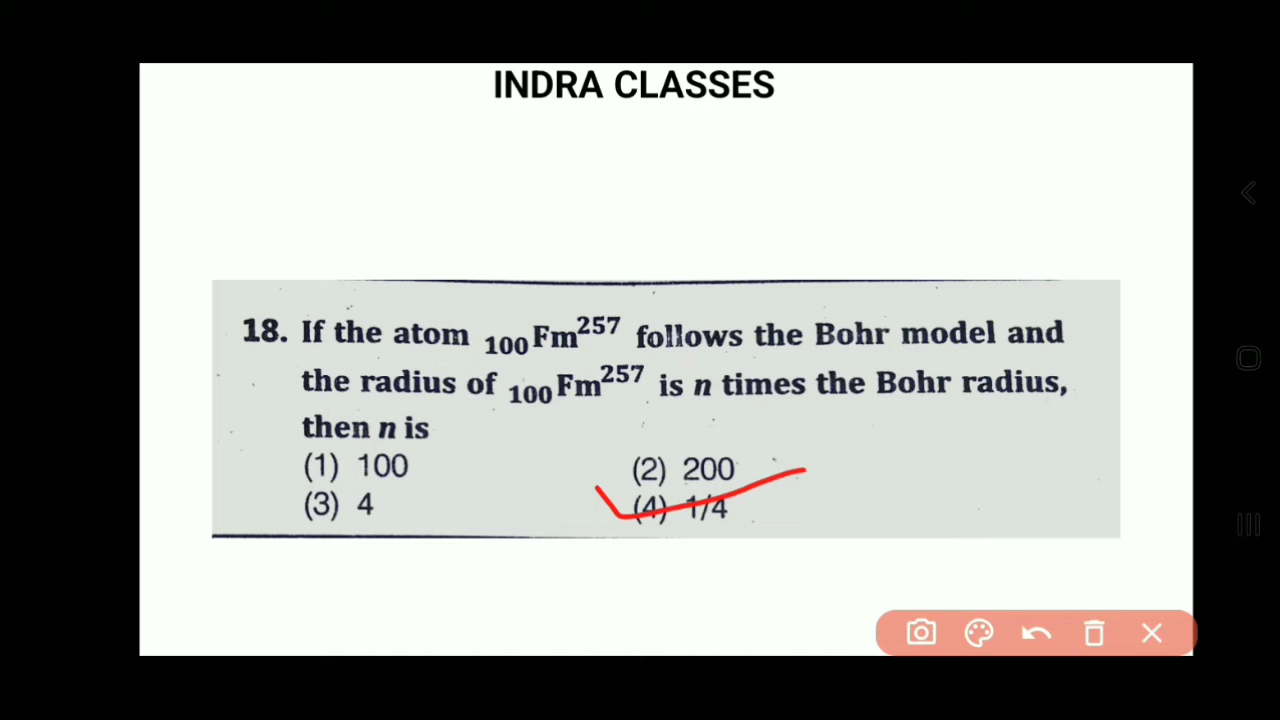 INDRA CLASSES
18. If the atom ₁₀₀Fm²⁵⁷ follows the Bohr model and
the radius of ₁₀₀Fm²⁵⁷ is n times the Bohr radius,
then n is
(1) 100 (2) 200
(3) 4 (4) 1/4